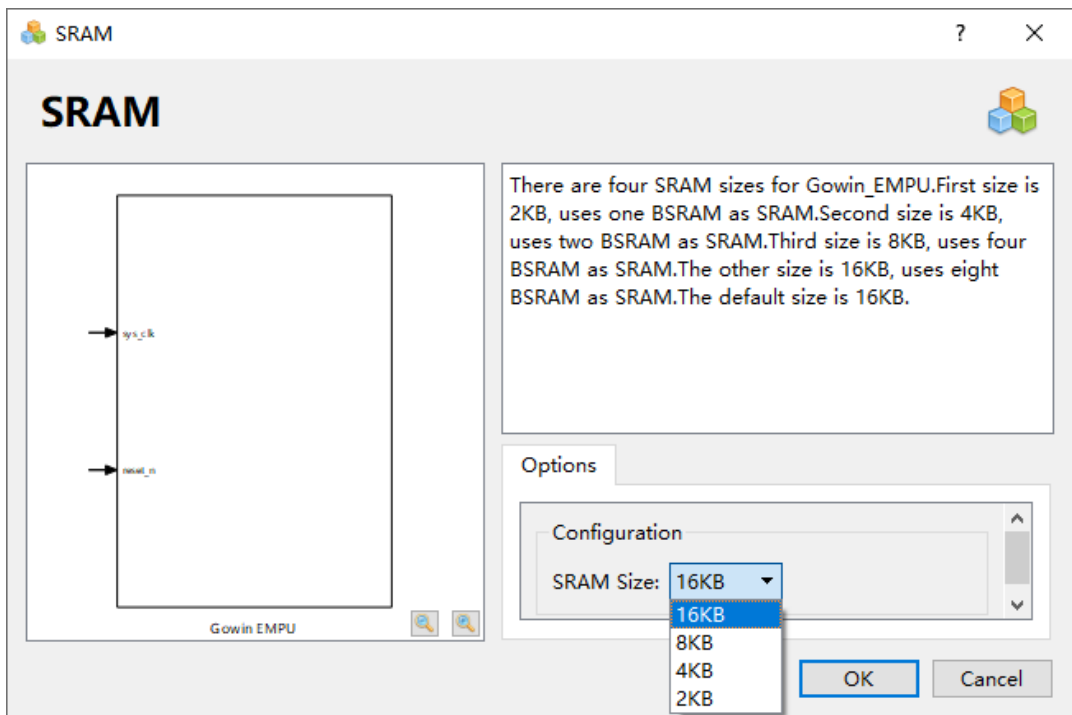 SRAM
?
SRAM
There are four SRAM sizes for Gowin_EMPU.First size is
2KB, uses one BSRAM as SRAM.Second size is 4KB,
uses two BSRAM as SRAM.Third size is 8KB, uses four
BSRAM as SRAM.The other size is 16KB, uses eight
BSRAM as SRAM.The default size is 16KB.
sys_clk
reset_n
Gowin EMPU
Options
Configuration
SRAM Size: 16KB
16KB
8KB
4KB
2KB
OK
Cancel